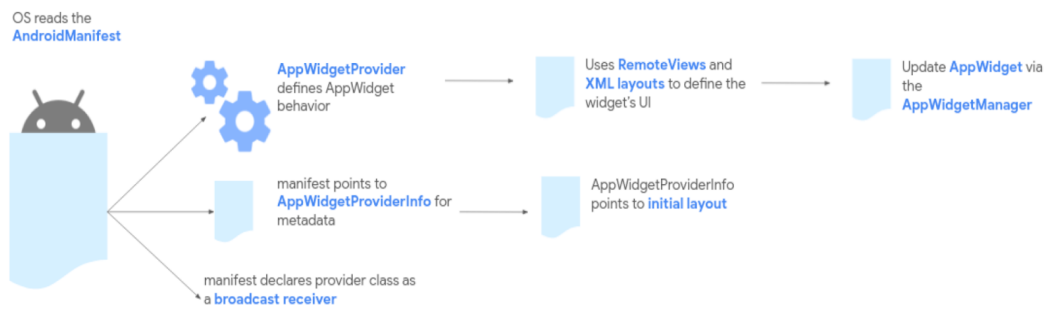 OS reads the
AndroidManifest
AppWidgetProvider
defines AppWidget
behavior
Uses RemoteViews and
XML layouts to define the
widget's UI
Update AppWidget via
the
AppWidgetManager
manifest points to
AppWidgetProviderInfo for
metadata
AppWidgetProviderInfo
points to initial layout
manifest declares provider class as
a broadcast receiver